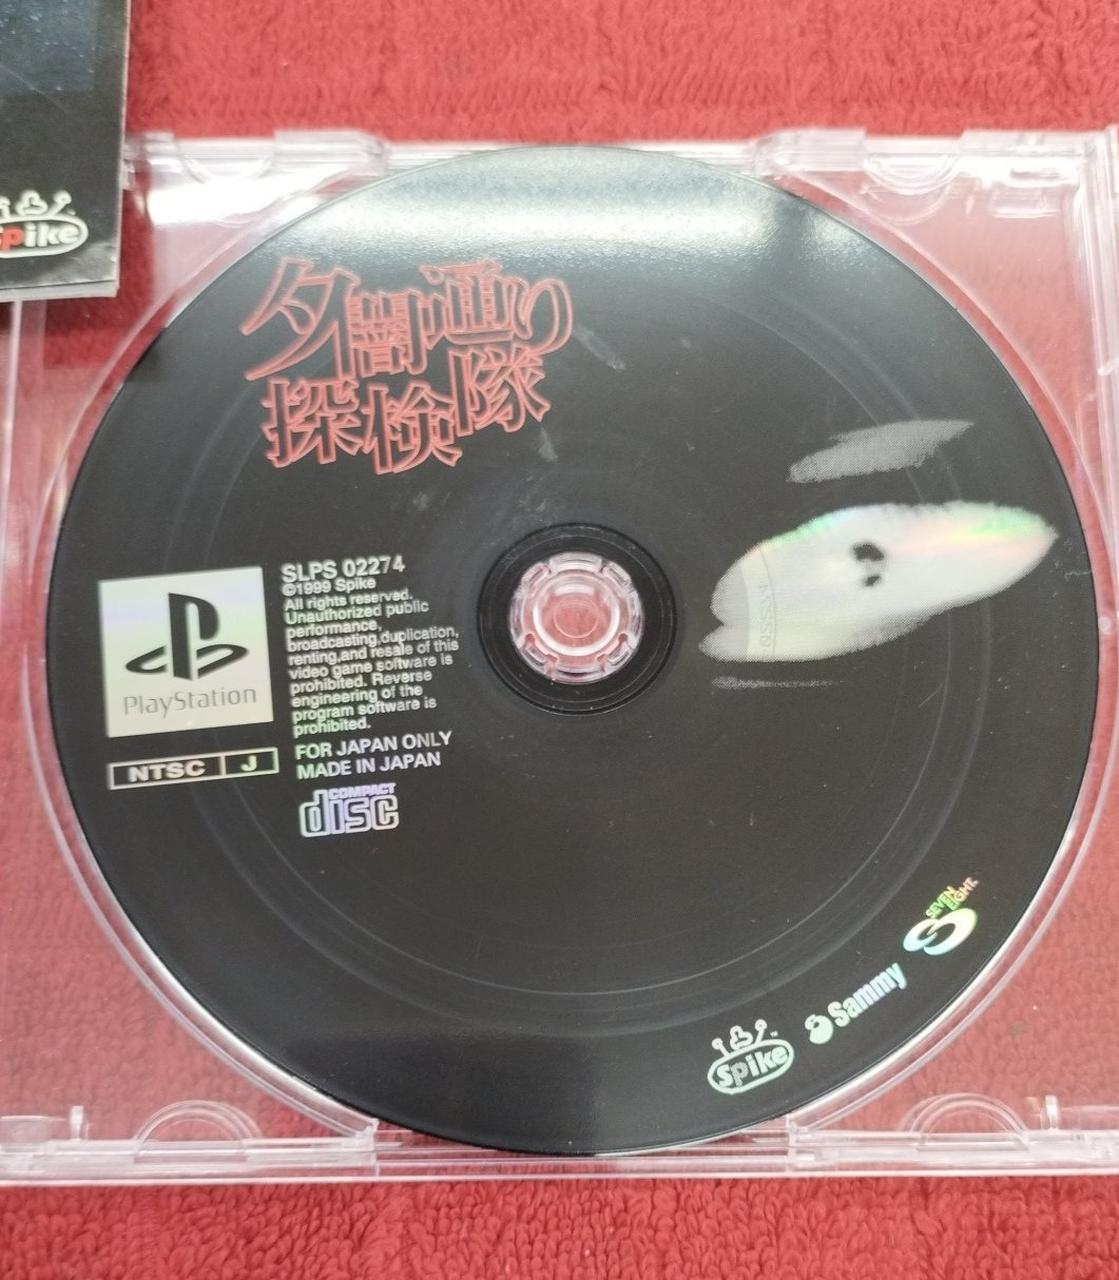 Spike
夕闇通り
探検隊
SLPS 02274
©1999 Spike
All rights reserved.
Unauthorized public
performance,
broadcasting,duplication,
renting,and resale of this
video game software is
prohibited. Reverse
engineering of the
program software is
prohibited.
FOR JAPAN ONLY
MADE IN JAPAN
PlayStation
NTSC J
COMPACT
disc
SEVEN
EIGHT
Sammy
Spike